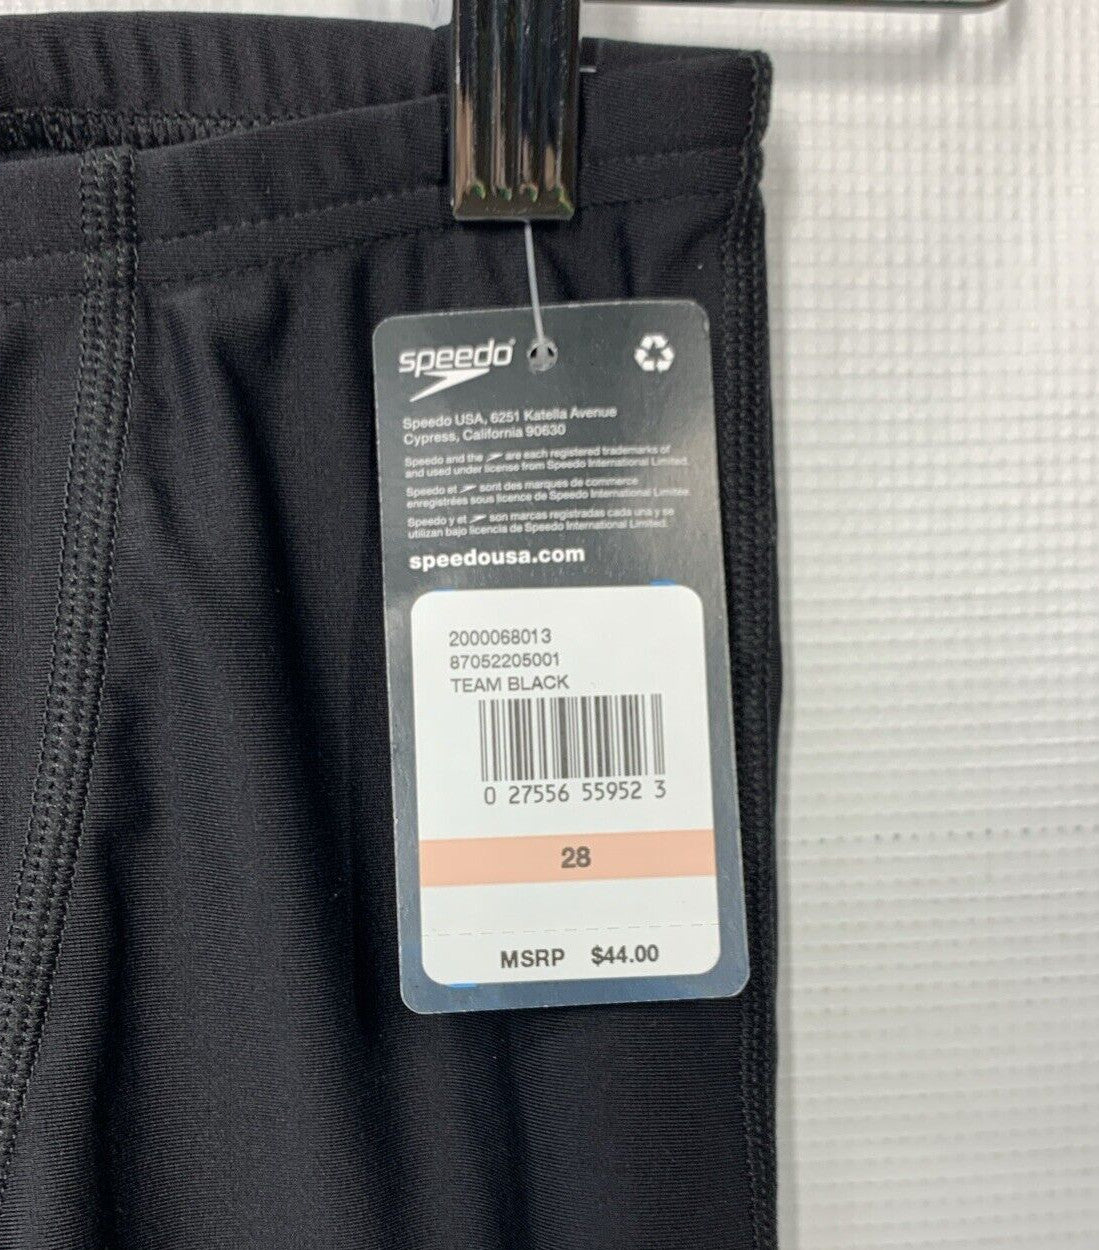 speedo
Speedo USA, 6251 Katella Avenue
Cypress, California 90630
Speedo and the are each registered trademarks of
and used under license from Speedo International Limited.
Speedo et sont des marques de commerce
enregistrées sous licence de Speedo International Limited.
Speedo y et son marcas registradas cada una y se
utilizan bajo licencia de Speedo International Limited.
speedousa.com
2000068013
87052205001
TEAM BLACK
0 27556 55952 3
28
MSRP $44.00